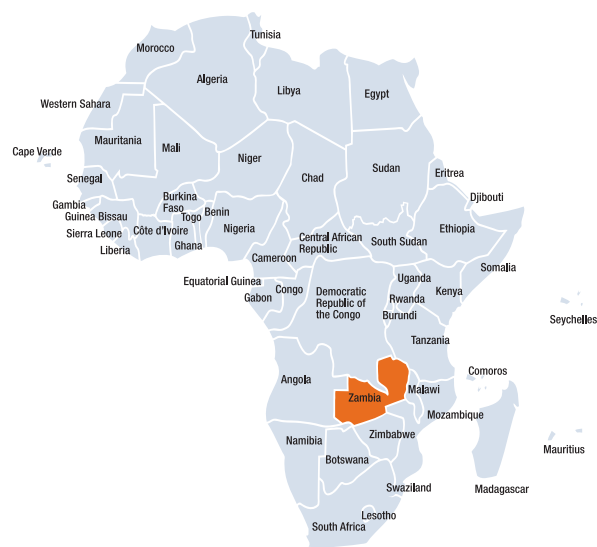 Tunisia
Morocco
Algeria
Libya
Egypt
Western Sahara
Mauritania
Mali
Niger
Chad
Sudan
Eritrea
Cape Verde
Senegal
Djibouti
Gambia
Burkina
Faso
Benin
Guinea Bissau
Togo
Nigeria
Ethiopia
Sierra Leone
Côte d'Ivoire
Ghana
Liberia
Central African
Republic
South Sudan
Cameroon
Somalia
Equatorial Guinea
Gabon
Congo
Democratic
Republic of
the Congo
Uganda
Kenya
Rwanda
Burundi
Seychelles
Tanzania
Comoros
Angola
Malawi
Zambia
Mozambique
Namibia
Zimbabwe
Mauritius
Botswana
Swaziland
Madagascar
Lesotho
South Africa